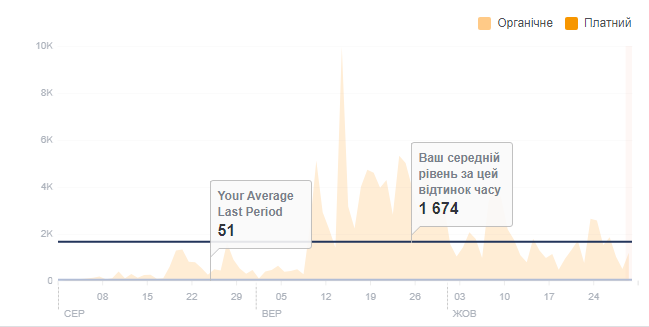 Органічне Платний
10K
8K
6K
4K
2K
0
Your Average
Last Period
51
Ваш середній
рівень за цей
відтинок часу
1 674
08 15 22 29 05 12 19 26 03 10 17 24
СЕР ВЕР ЖОВ